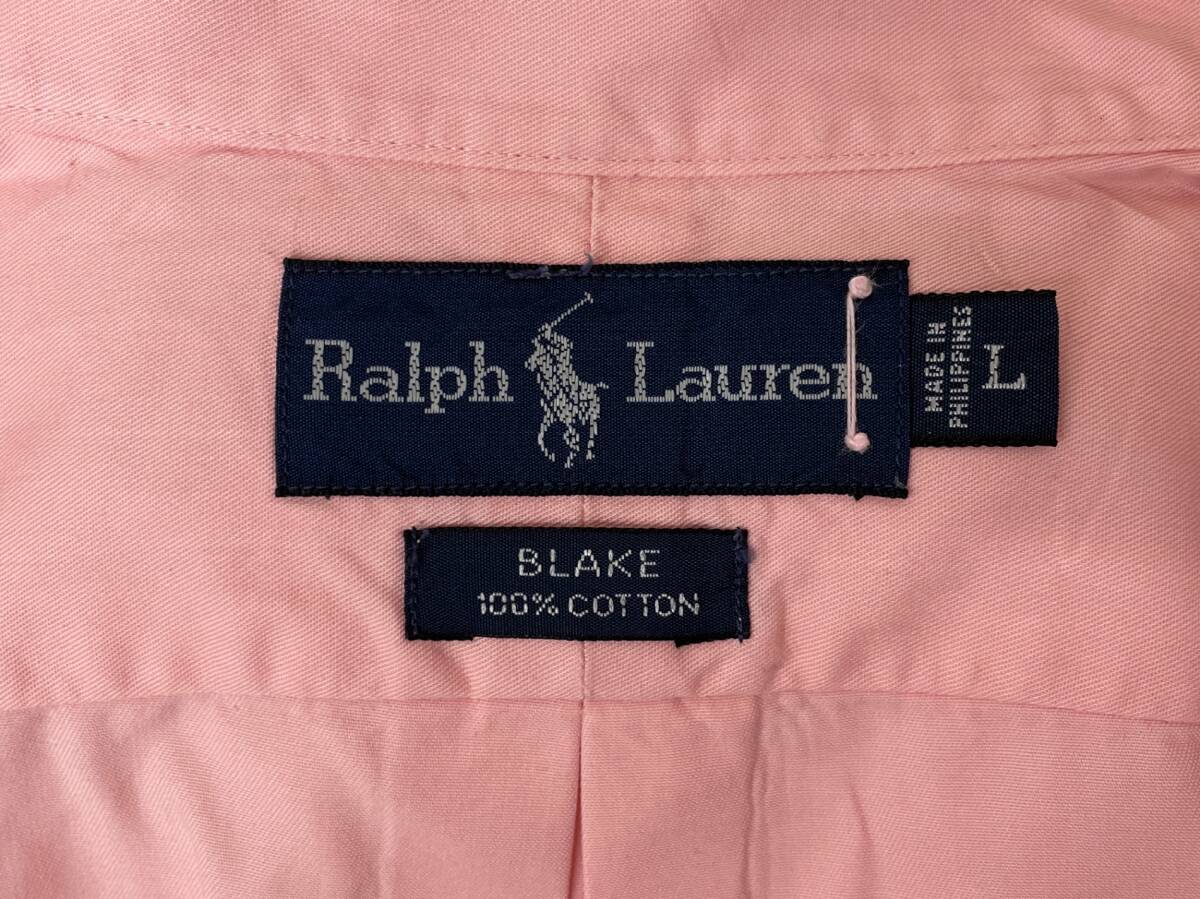 Ralph Lauren
MADE IN
PHILIPPINES
L
BLAKE
100% COTTON